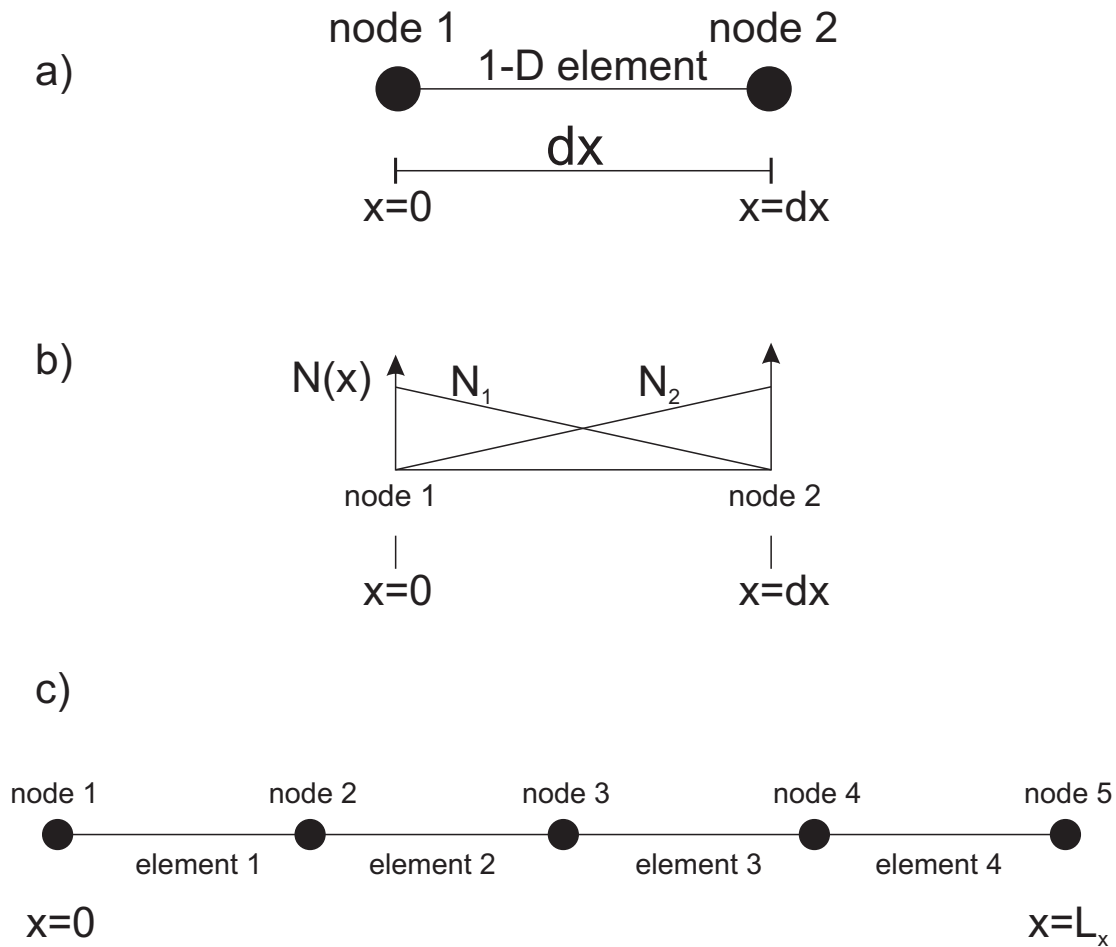 a)
node 1 node 2
1-D element
dx
x=0 x=dx
b)
N(x) N₁ N₂
node 1 node 2
x=0 x=dx
c)
node 1 node 2 node 3 node 4 node 5
element 1 element 2 element 3 element 4
x=0 x=Lₓ